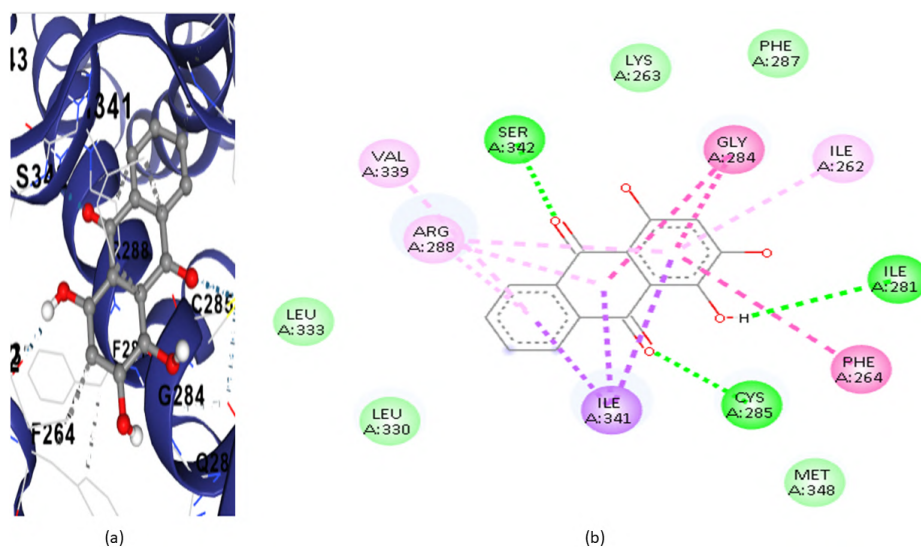 43
341
S34
288
C285
F28
G284
F264
Q28
(a)
LYS
A:263
PHE
A:287
SER
A:342
VAL
A:339
GLY
A:284
ILE
A:262
ARG
A:288
ILE
A:281
LEU
A:333
H
PHE
A:264
ILE
A:341
CYS
A:285
LEU
A:330
MET
A:348
(b)